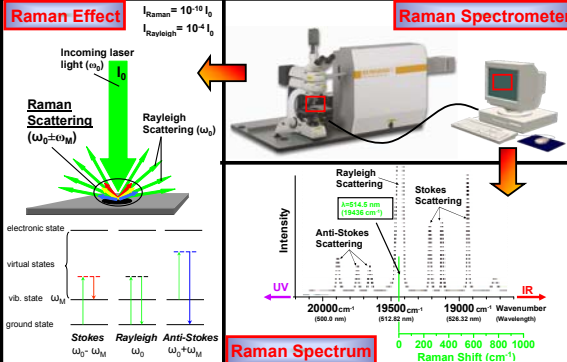 Raman Effect
I Raman = 10-10 I0
I Rayleigh = 10-4 I0
Incoming laser
light (ω0)
I0
Raman
Scattering
(ω0±ωM)
Rayleigh
Scattering (ω0)
electronic state
virtual states
vib. state ωM
ground state
Stokes Rayleigh Anti-Stokes
ω0- ωM ω0 ω0+ωM
Raman Spectrometer
Rayleigh
Scattering
λ=514.5 nm
(19436 cm-1)
Stokes
Scattering
Anti-Stokes
Scattering
Intensity
UV
IR
20000cm-1 19500cm-1 19000cm-1 Wavenumber
(500.0 nm) (512.82 nm) (526.32 nm) (Wavelength)
0 200 400 600 800 1000
Raman Shift (cm-1)
Raman Spectrum